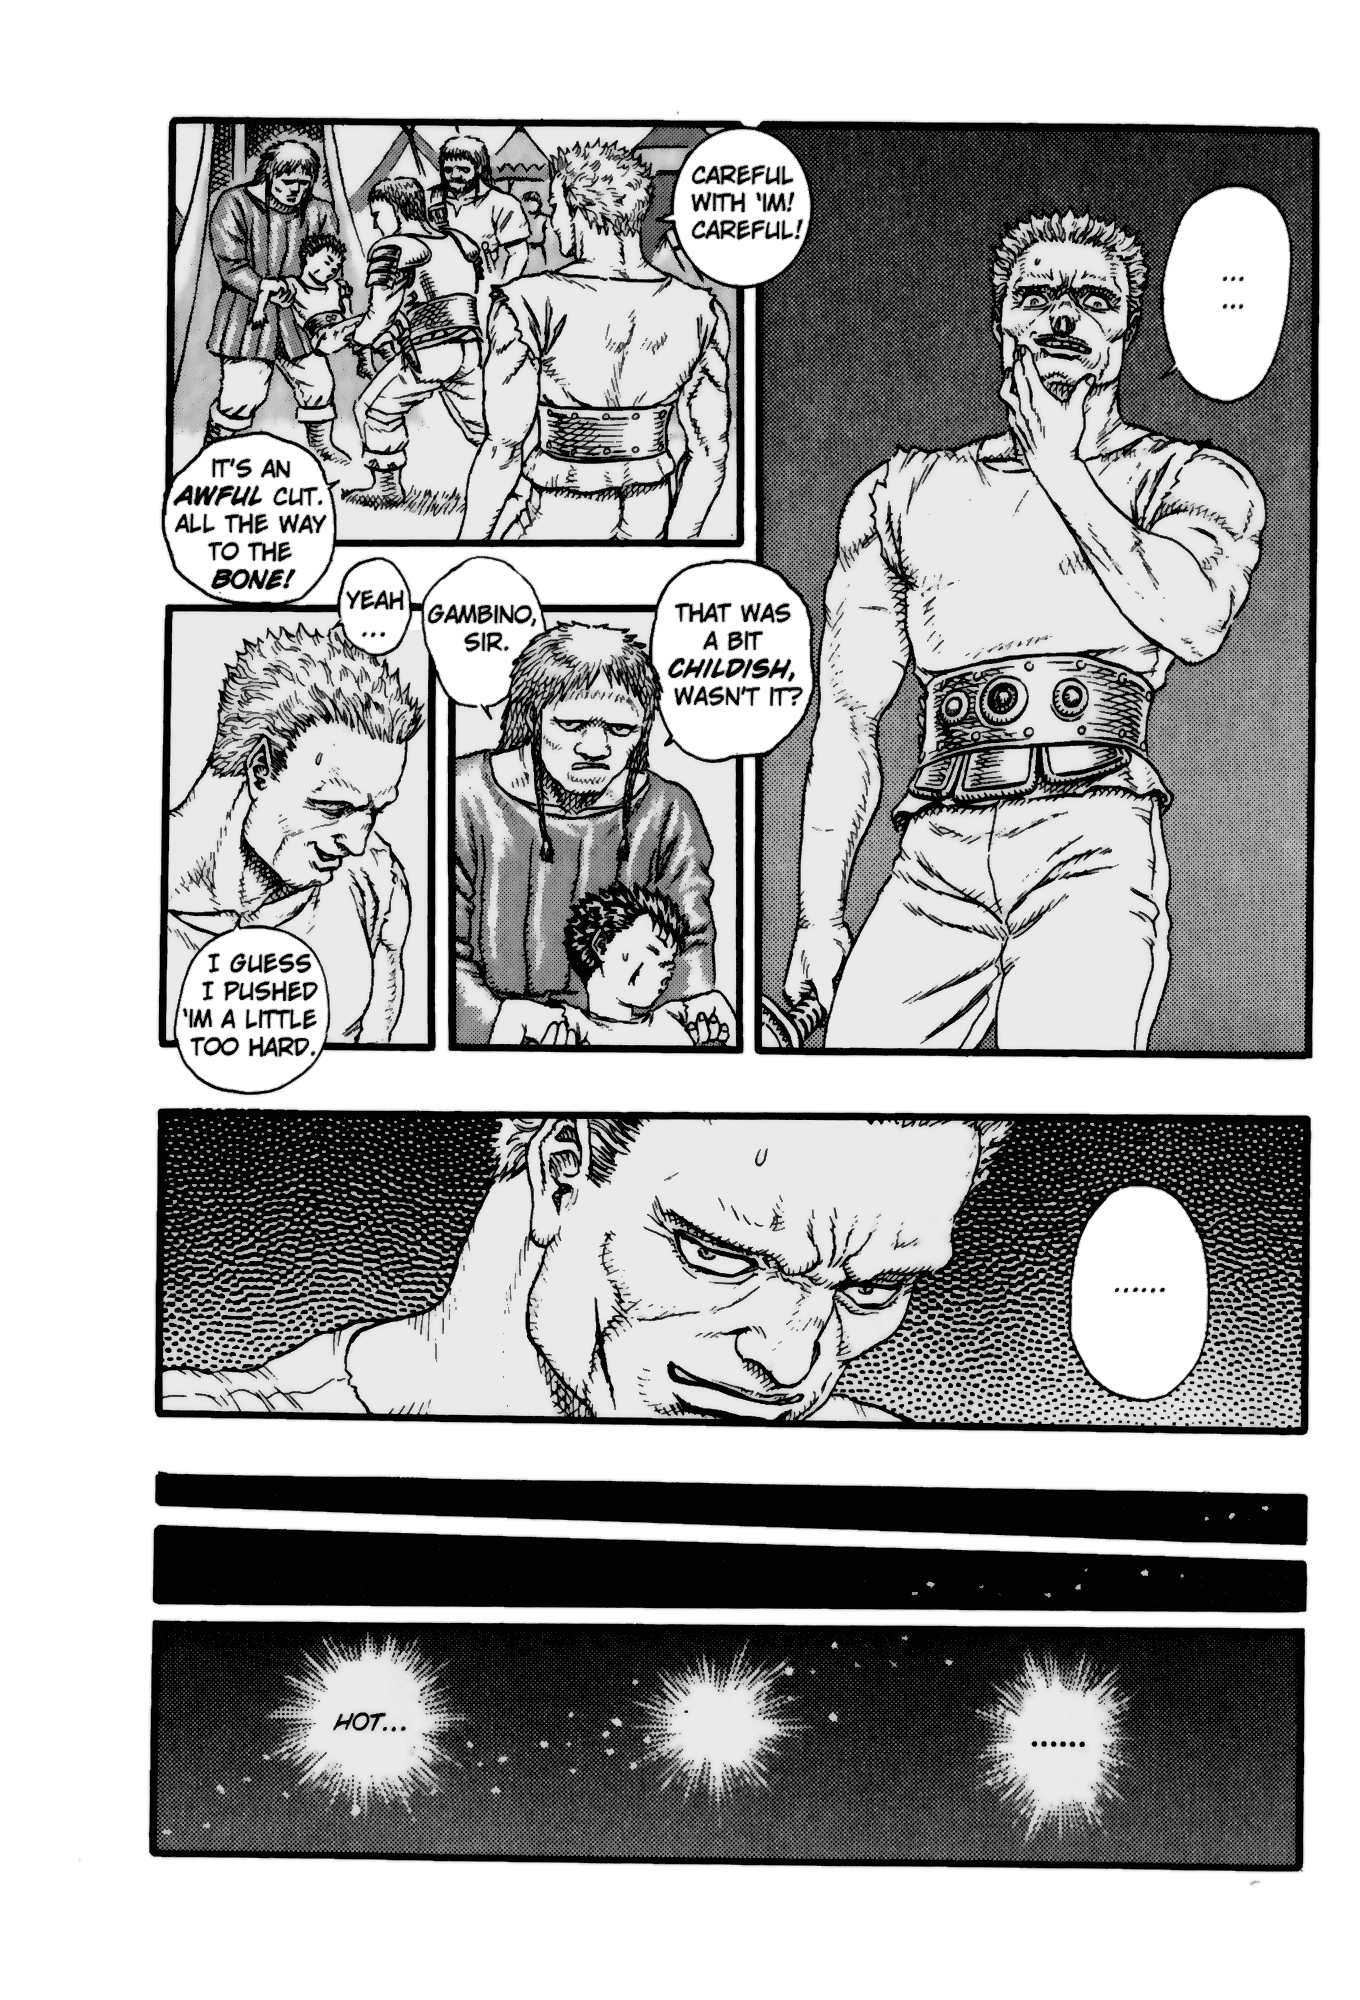 ...
...
CAREFUL
WITH 'IM!
CAREFUL!
IT'S AN
AWFUL CUT.
ALL THE WAY
TO THE
BONE!
THAT WAS
A BIT
CHILDISH,
WASN'T IT?
GAMBINO,
SIR.
YEAH
...
I GUESS
I PUSHED
'IM A LITTLE
TOO HARD.
......
......
HOT...